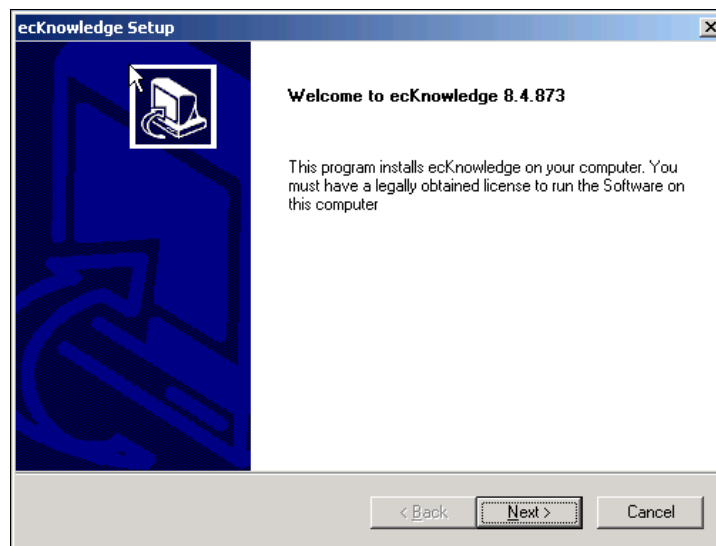 ecKnowledge Setup
Welcome to ecKnowledge 8.4.873
This program installs ecKnowledge on your computer. You
must have a legally obtained license to run the Software on
this computer
< Back
Next >
Cancel